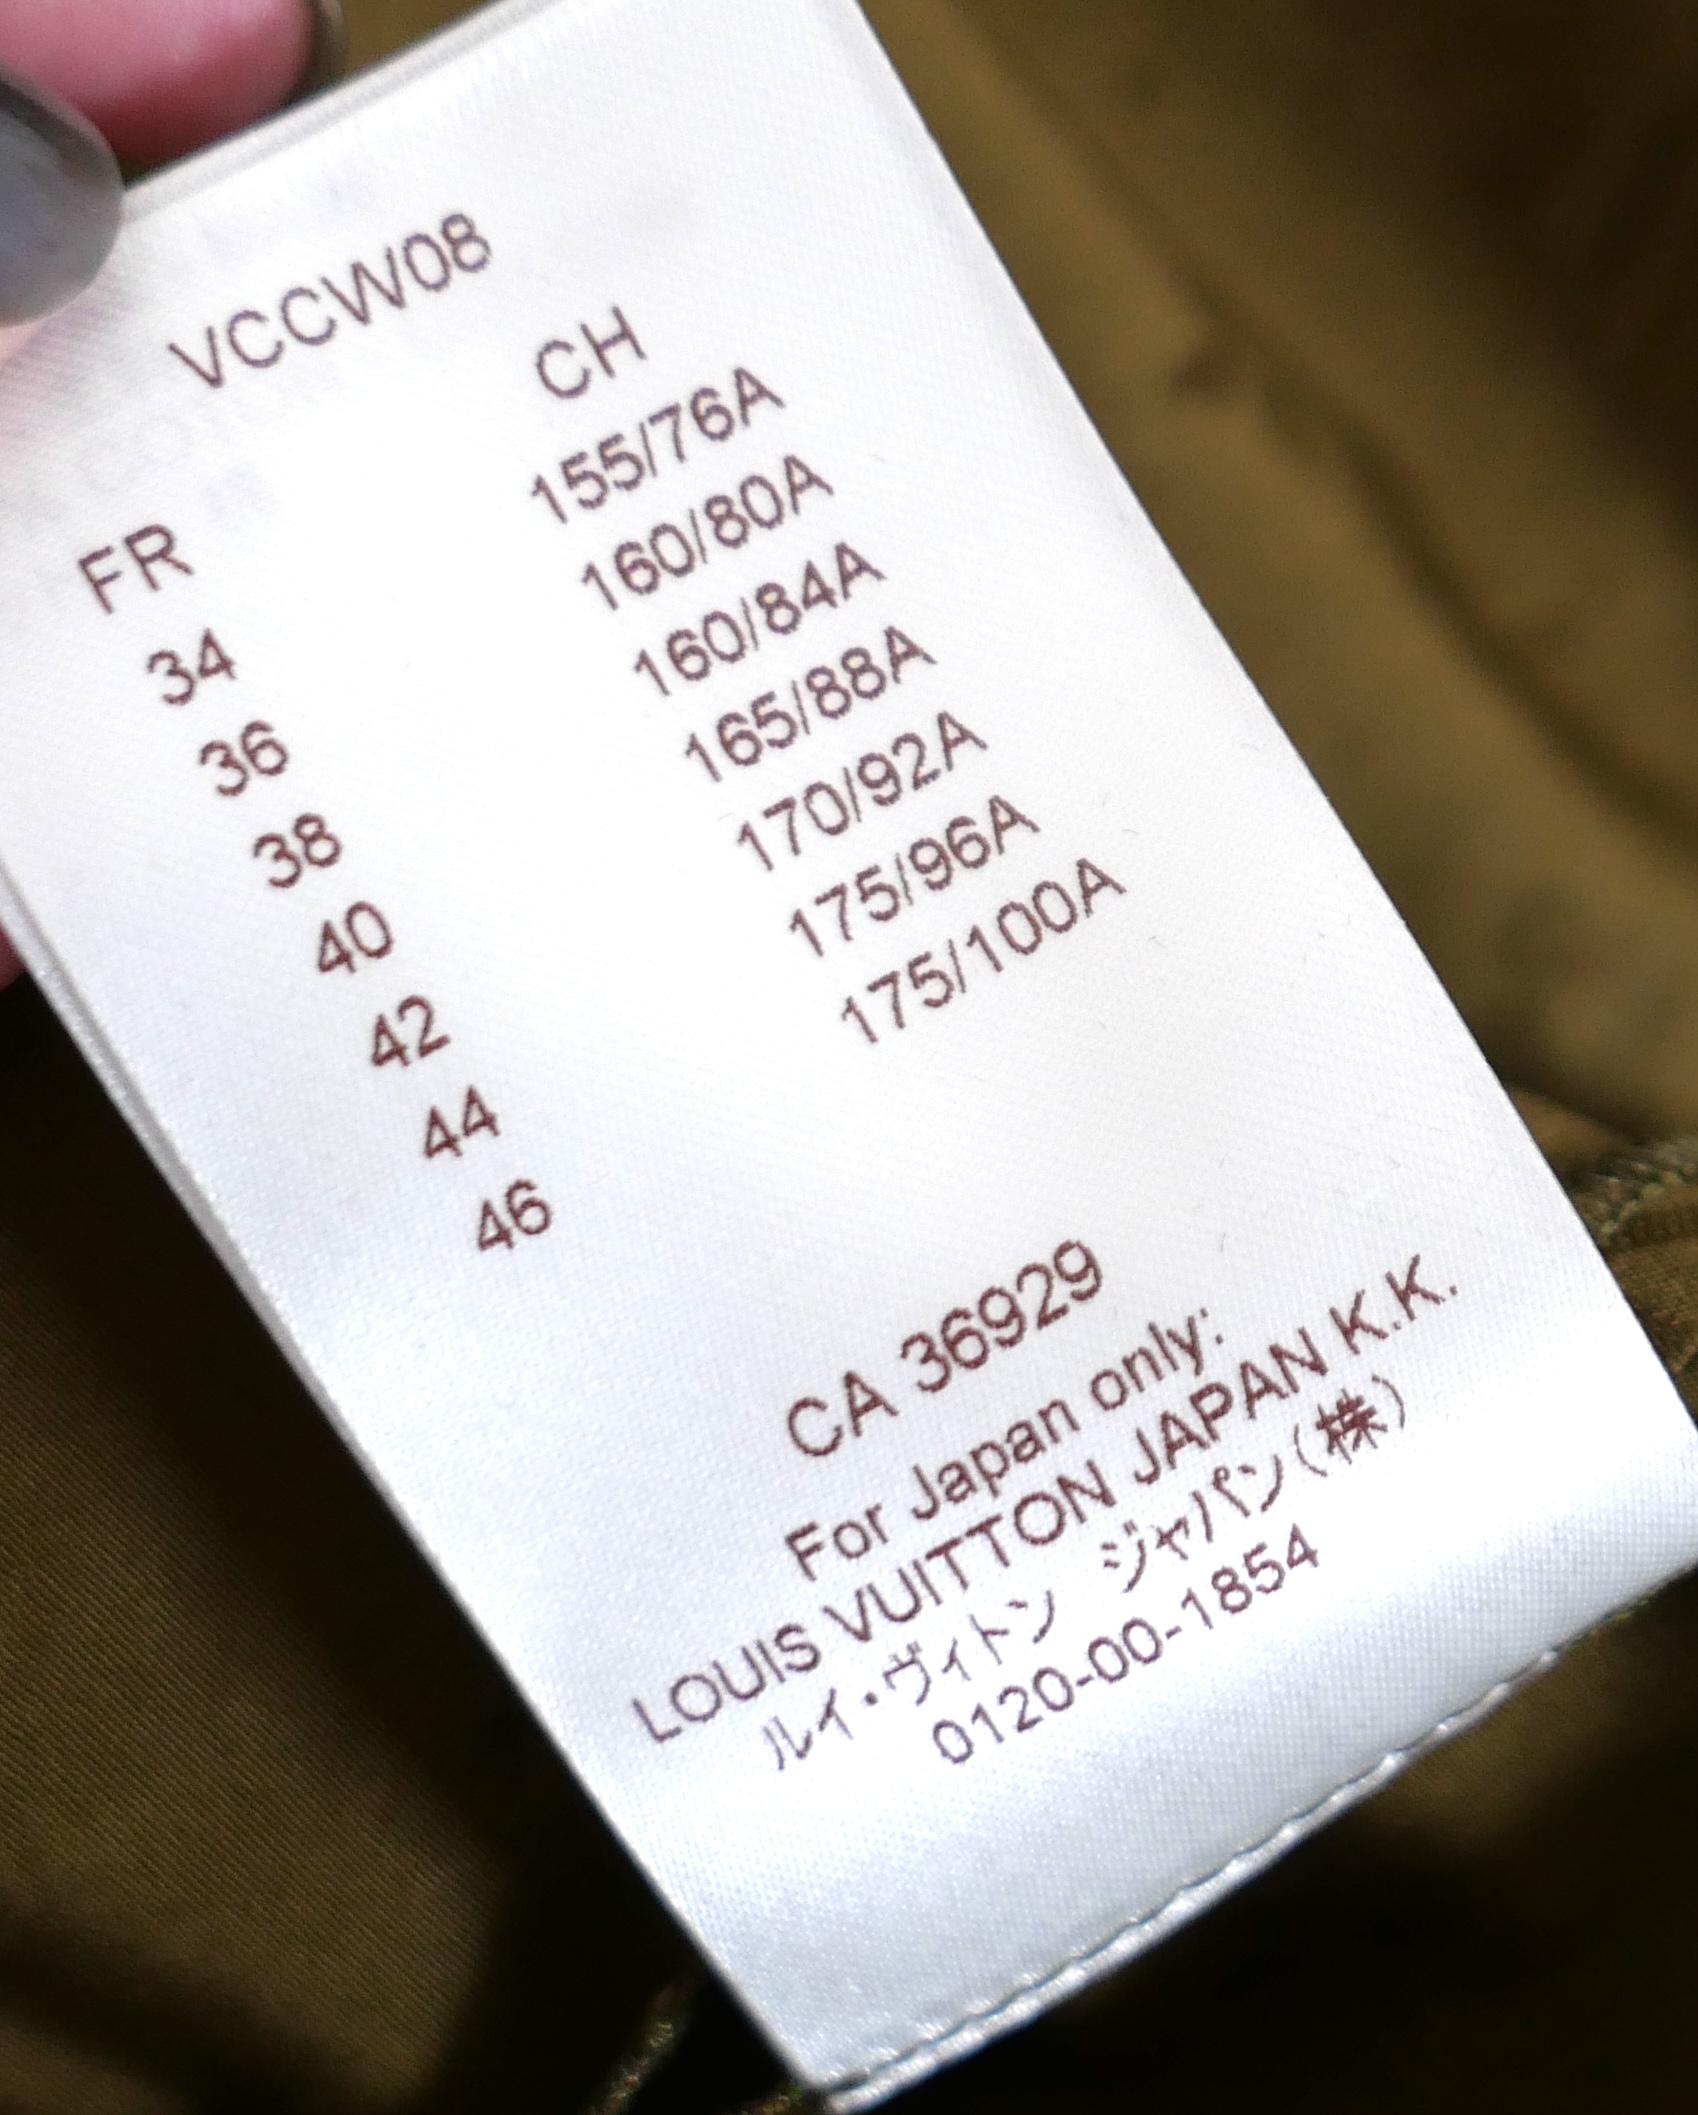 VCCW08
FR CH
34 155/76A
36 160/80A
38 160/84A
40 165/88A
42 170/92A
44 175/96A
46 175/100A
CA 36929
For Japan only:
LOUIS VUITTON JAPAN K.K.
ルイ・ヴィトン ジャパン(株)
0120-00-1854